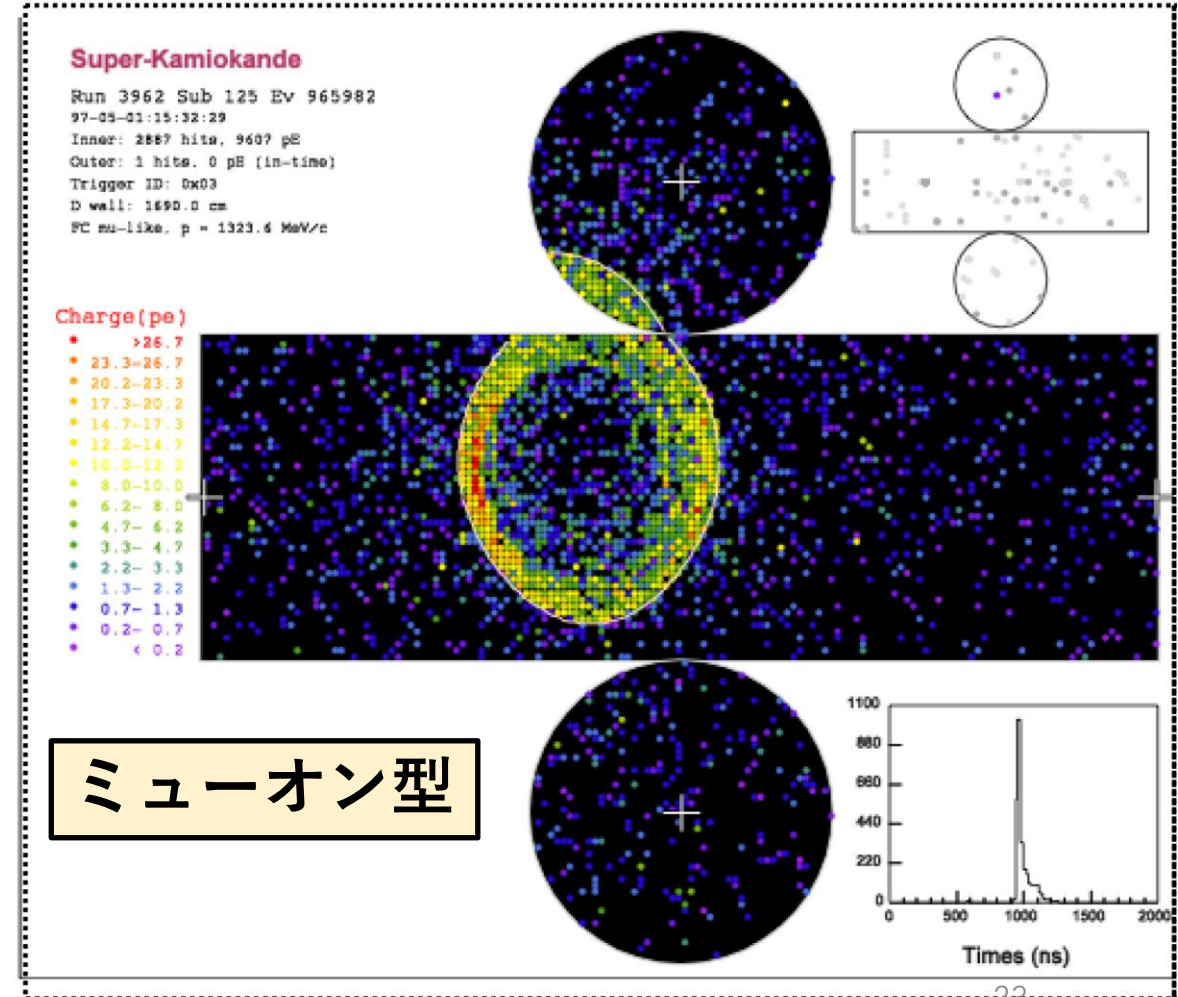 Super-Kamiokande
Run 3962 Sub 125 Ev 965982
97-05-01:15:32:29
Inner: 2887 hits, 9607 pE
Outer: 1 hits, 0 pE (in-time)
Trigger ID: 0x03
D wall: 1690.0 cm
FC mu-like, p = 1323.6 MeV/c
Charge(pe)
>26.7
23.3-26.7
20.2-23.3
17.3-20.2
14.7-17.3
12.2-14.7
10.0-12.2
8.0-10.0
6.2- 8.0
4.7- 6.2
3.3- 4.7
2.2- 3.3
1.3- 2.2
0.7- 1.3
0.2- 0.7
< 0.2
ミューオン型
1100
880
660
440
220
0
0 500 1000 1500 2000
Times (ns)